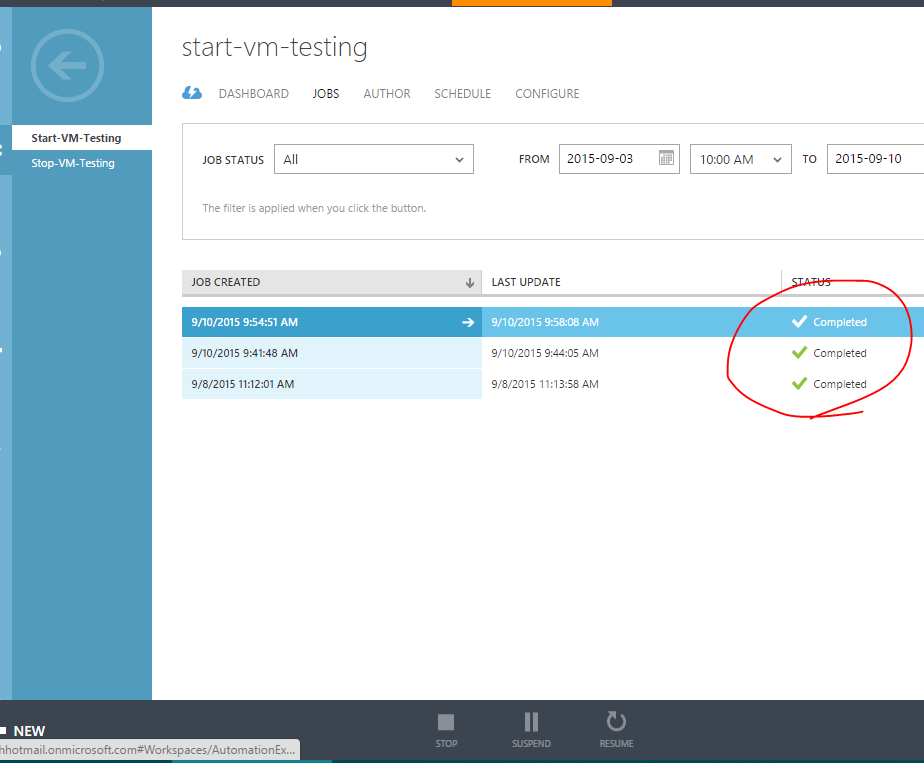 start-vm-testing
DASHBOARD JOBS AUTHOR SCHEDULE CONFIGURE
Start-VM-Testing
Stop-VM-Testing
JOB STATUS All FROM 2015-09-03 10:00 AM TO 2015-09-10
The filter is applied when you click the button.
JOB CREATED LAST UPDATE STATUS
9/10/2015 9:54:51 AM 9/10/2015 9:58:08 AM Completed
9/10/2015 9:41:48 AM 9/10/2015 9:44:05 AM Completed
9/8/2015 11:12:01 AM 9/8/2015 11:13:58 AM Completed
NEW
STOP SUSPEND RESUME
hhotmail.onmicrosoft.com#Workspaces/AutomationEx...